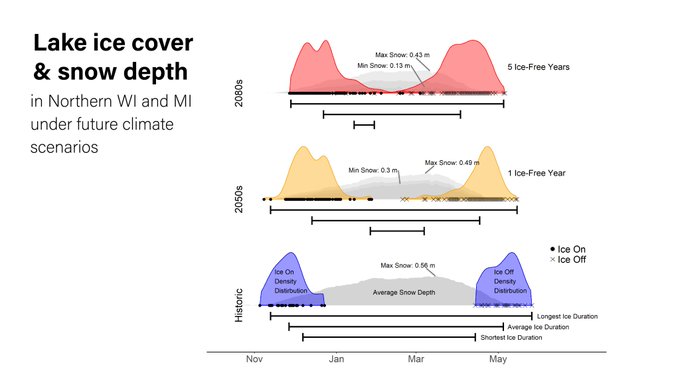 Lake ice cover
& snow depth
in Northern WI and MI
under future climate
scenarios
2080s
Max Snow: 0.43 m
Min Snow: 0.13 m
5 Ice-Free Years
2050s
Min Snow: 0.3 m
Max Snow: 0.49 m
1 Ice-Free Year
Ice On
Ice Off
Historic
Ice On
Density
Distirbution
Max Snow: 0.56 m
Average Snow Depth
Ice Off
Density
Distirbution
Longest Ice Duration
Average Ice Duration
Shortest Ice Duration
Nov
Jan
Mar
May